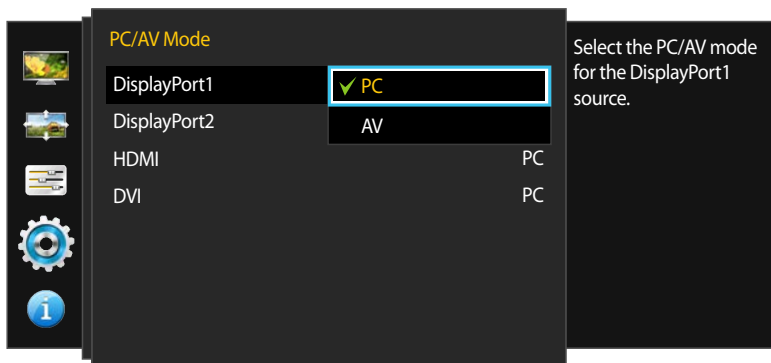 PC/AV Mode
DisplayPort1
PC
DisplayPort2
AV
HDMI PC
DVI PC
Select the PC/AV mode
for the DisplayPort1
source.
i